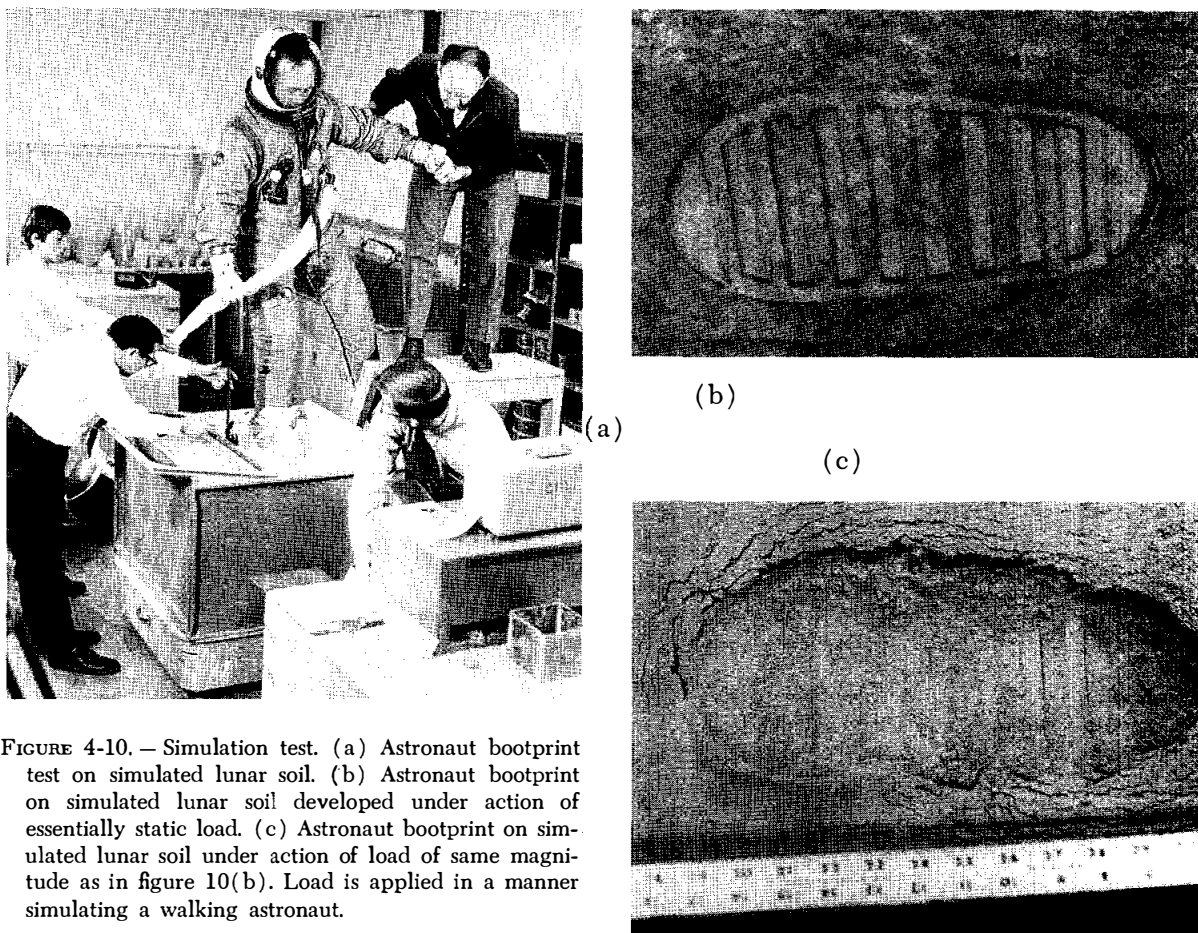 (b)
(a)
(c)
FIGURE 4-10. — Simulation test. (a) Astronaut bootprint
test on simulated lunar soil. (b) Astronaut bootprint
on simulated lunar soil developed under action of
essentially static load. (c) Astronaut bootprint on sim-
ulated lunar soil under action of load of same magni-
tude as in figure 10(b). Load is applied in a manner
simulating a walking astronaut.